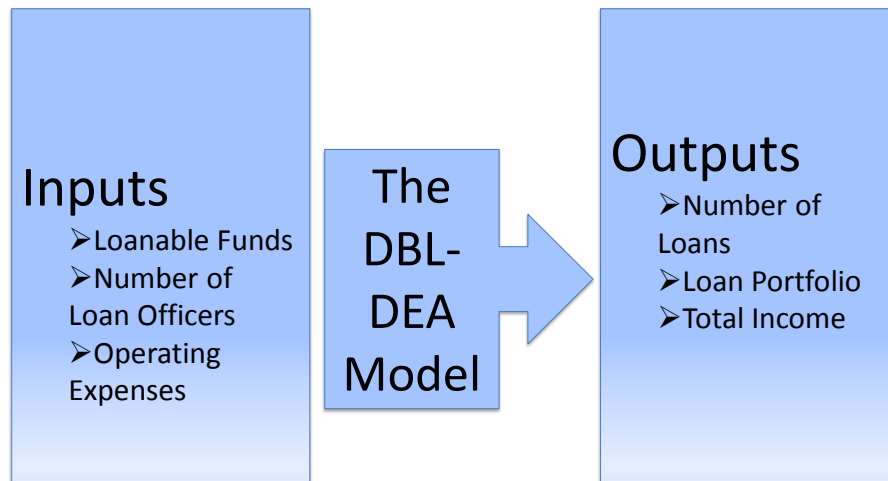 Inputs
➢Loanable Funds
➢Number of
Loan Officers
➢Operating
Expenses
The
DBL-
DEA
Model
Outputs
➢Number of
Loans
➢Loan Portfolio
➢Total Income